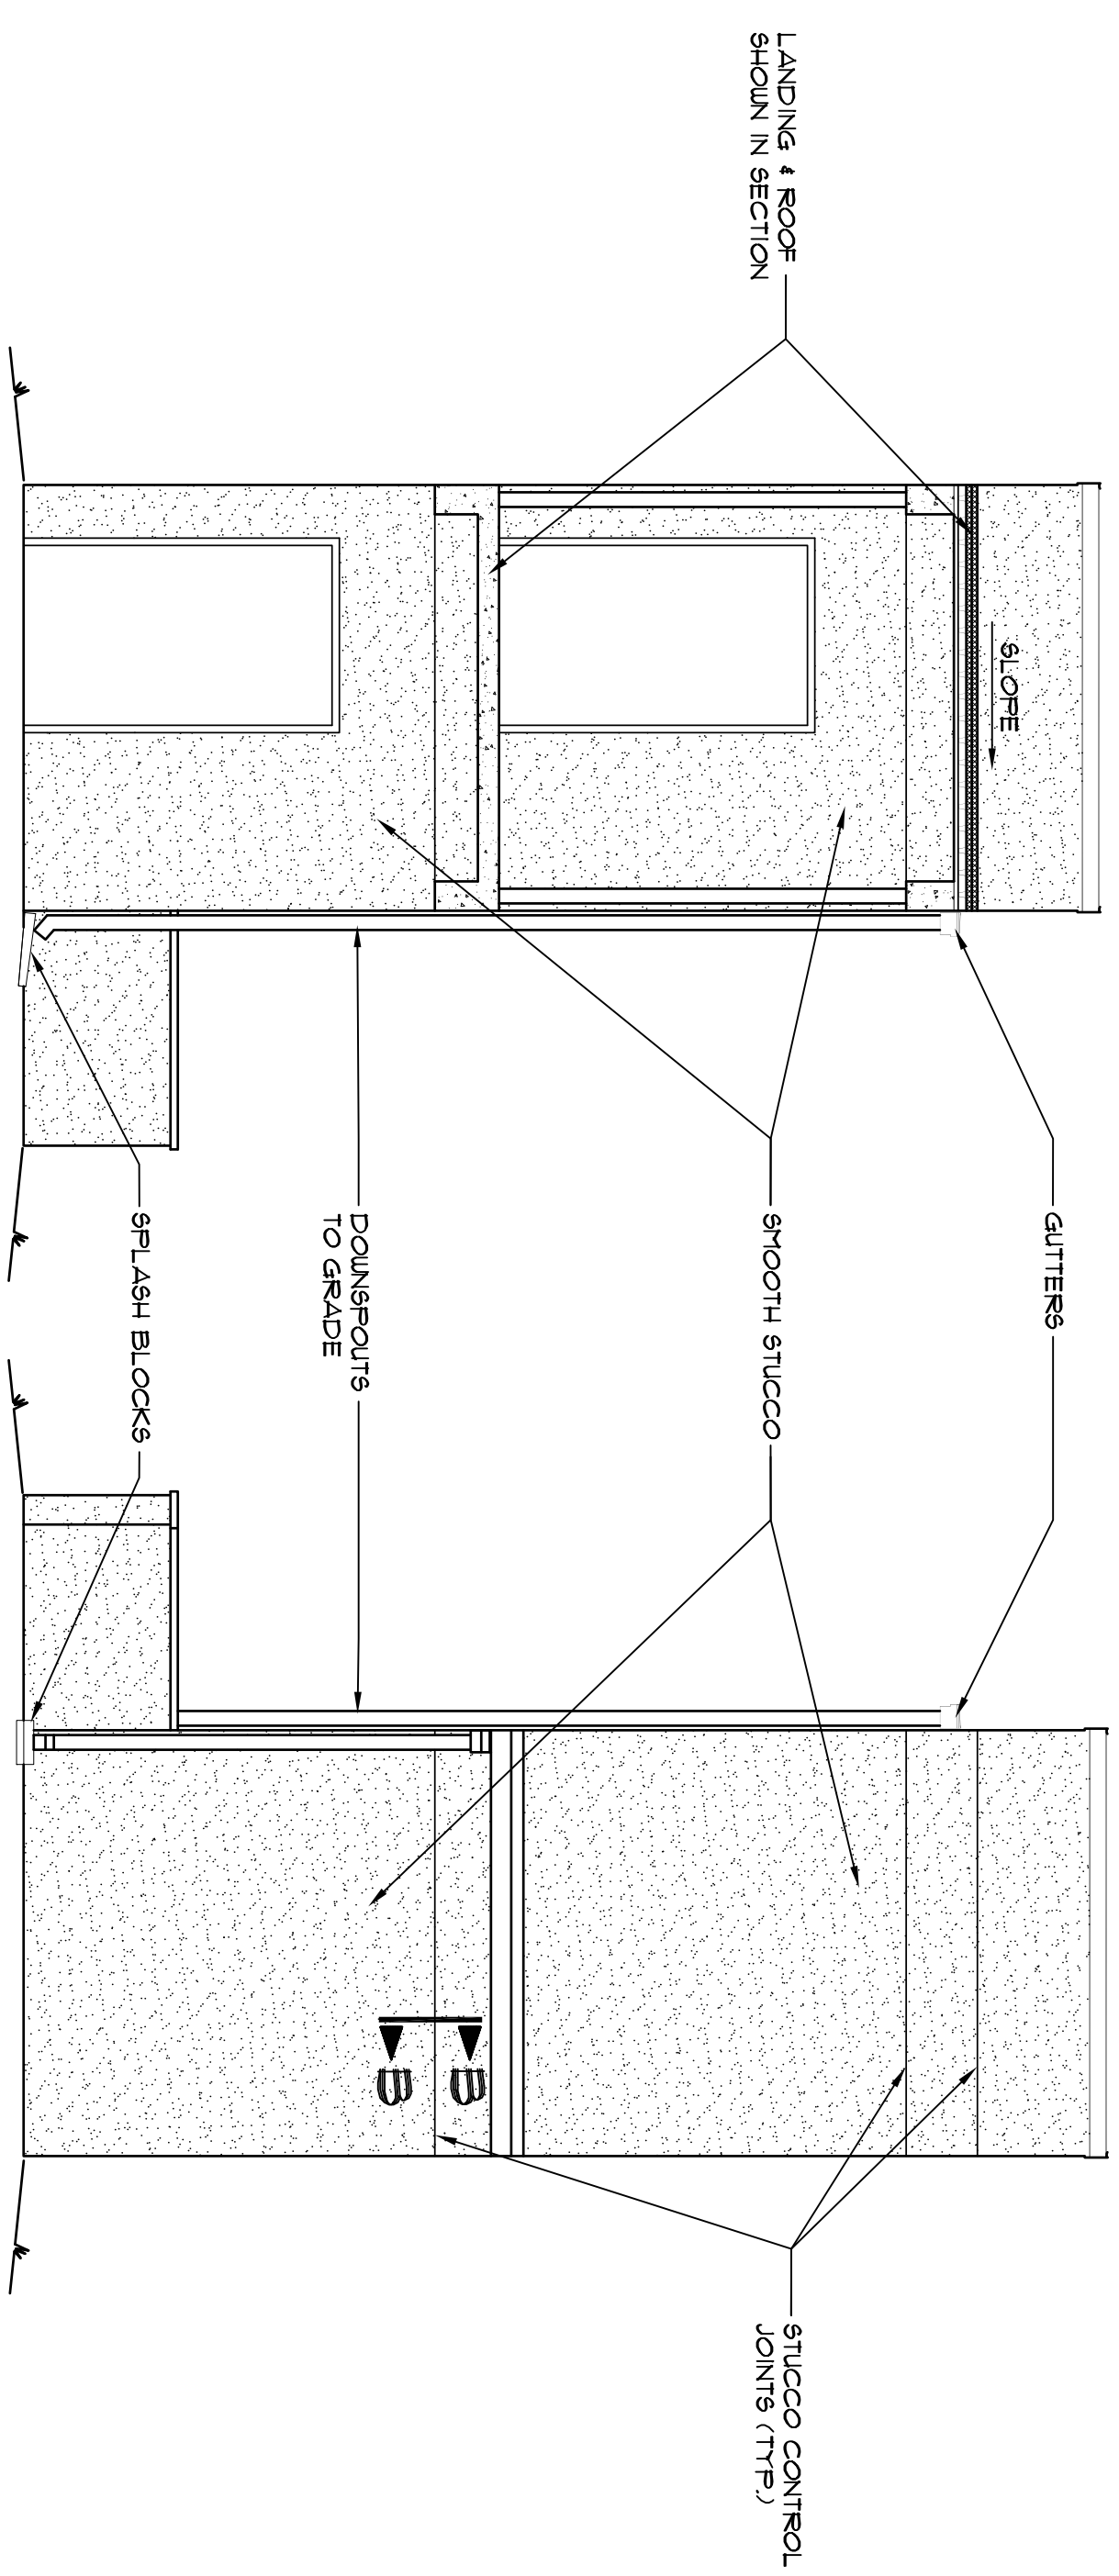 GUTTERS
SLOPE
LANDING & ROOF
SHOWN IN SECTION
SMOOTH STUCCO
STUCCO CONTROL
JOINTS (TYP.)
DOWNSPOUTS
TO GRADE
SPLASH BLOCKS